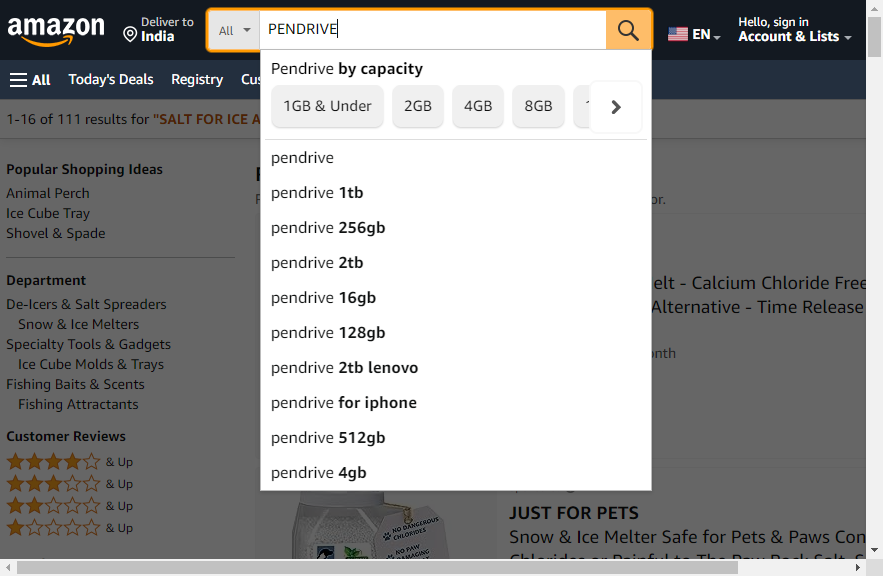 amazon
Deliver to
India
All
PENDRIVE
EN
Hello, sign in
Account & Lists
All
Today's Deals
Registry
1-16 of 111 results for "SALT FOR ICE
Pendrive by capacity
1GB & Under
2GB
4GB
8GB
pendrive
pendrive 1tb
pendrive 256gb
pendrive 2tb
pendrive 16gb
pendrive 128gb
pendrive 2tb lenovo
pendrive for iphone
pendrive 512gb
pendrive 4gb
Popular Shopping Ideas
Animal Perch
Ice Cube Tray
Shovel & Spade
Department
De-Icers & Salt Spreaders
Snow & Ice Melters
Specialty Tools & Gadgets
Ice Cube Molds & Trays
Fishing Baits & Scents
Fishing Attractants
Customer Reviews
& Up
& Up
& Up
& Up
- Calcium Chloride Free
Alternative - Time Release
NO DANGEROUS
CHLORIDES
NO PAW
DAMAGING
JUST FOR PETS
Snow & Ice Melter Safe for Pets & Paws